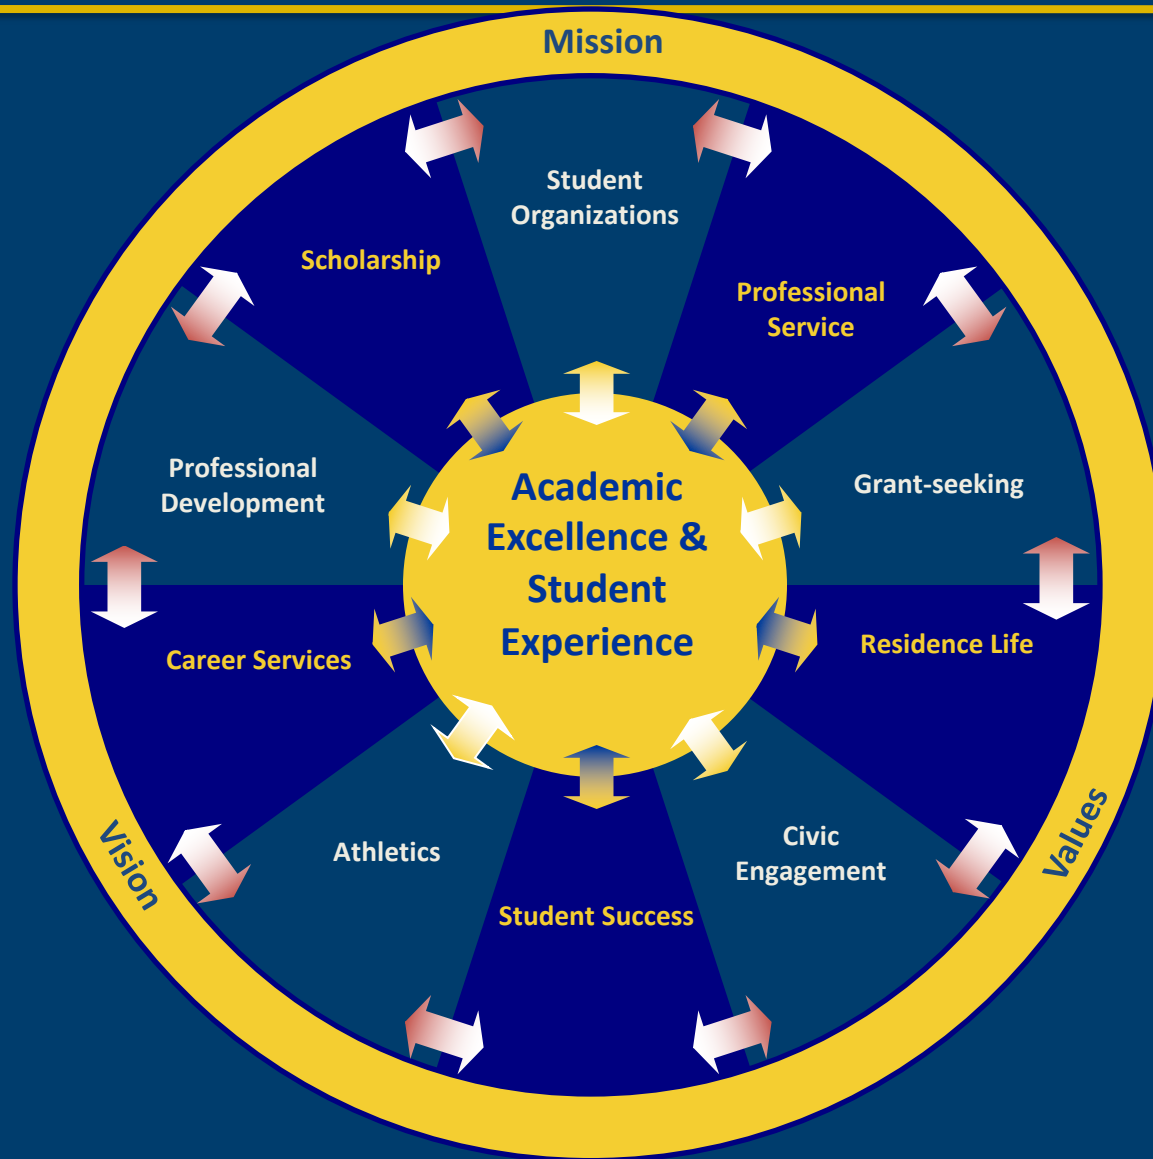 Mission
Student
Organizations
Scholarship
Professional
Service
Professional
Development
Grant-seeking
Academic
Excellence &
Student
Experience
Career Services
Residence Life
Vision
Values
Athletics
Civic
Engagement
Student Success